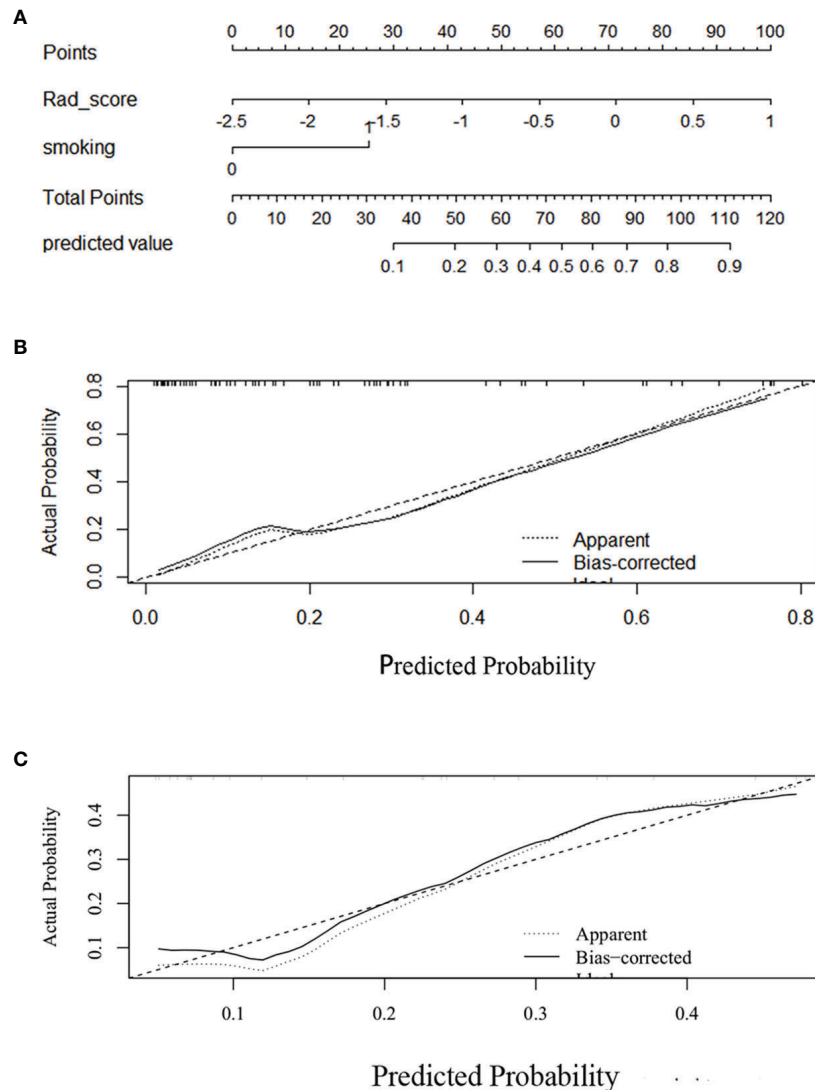 A
0 10 20 30 40 50 60 70 80 90 100
Points
Rad_score
-2.5 -2 -1.5 -1 -0.5 0 0.5 1
1
smoking
0
Total Points
0 10 20 30 40 50 60 70 80 90 100 110 120
predicted value
0.1 0.2 0.3 0.4 0.5 0.6 0.7 0.8 0.9
B
0.8
0.6
0.4
0.2
0.0
Actual Probability
Apparent
Bias-corrected
0.0 0.2 0.4 0.6 0.8
Predicted Probability
C
0.4
0.3
0.2
0.1
Actual Probability
Apparent
Bias-corrected
0.1 0.2 0.3 0.4
Predicted Probability